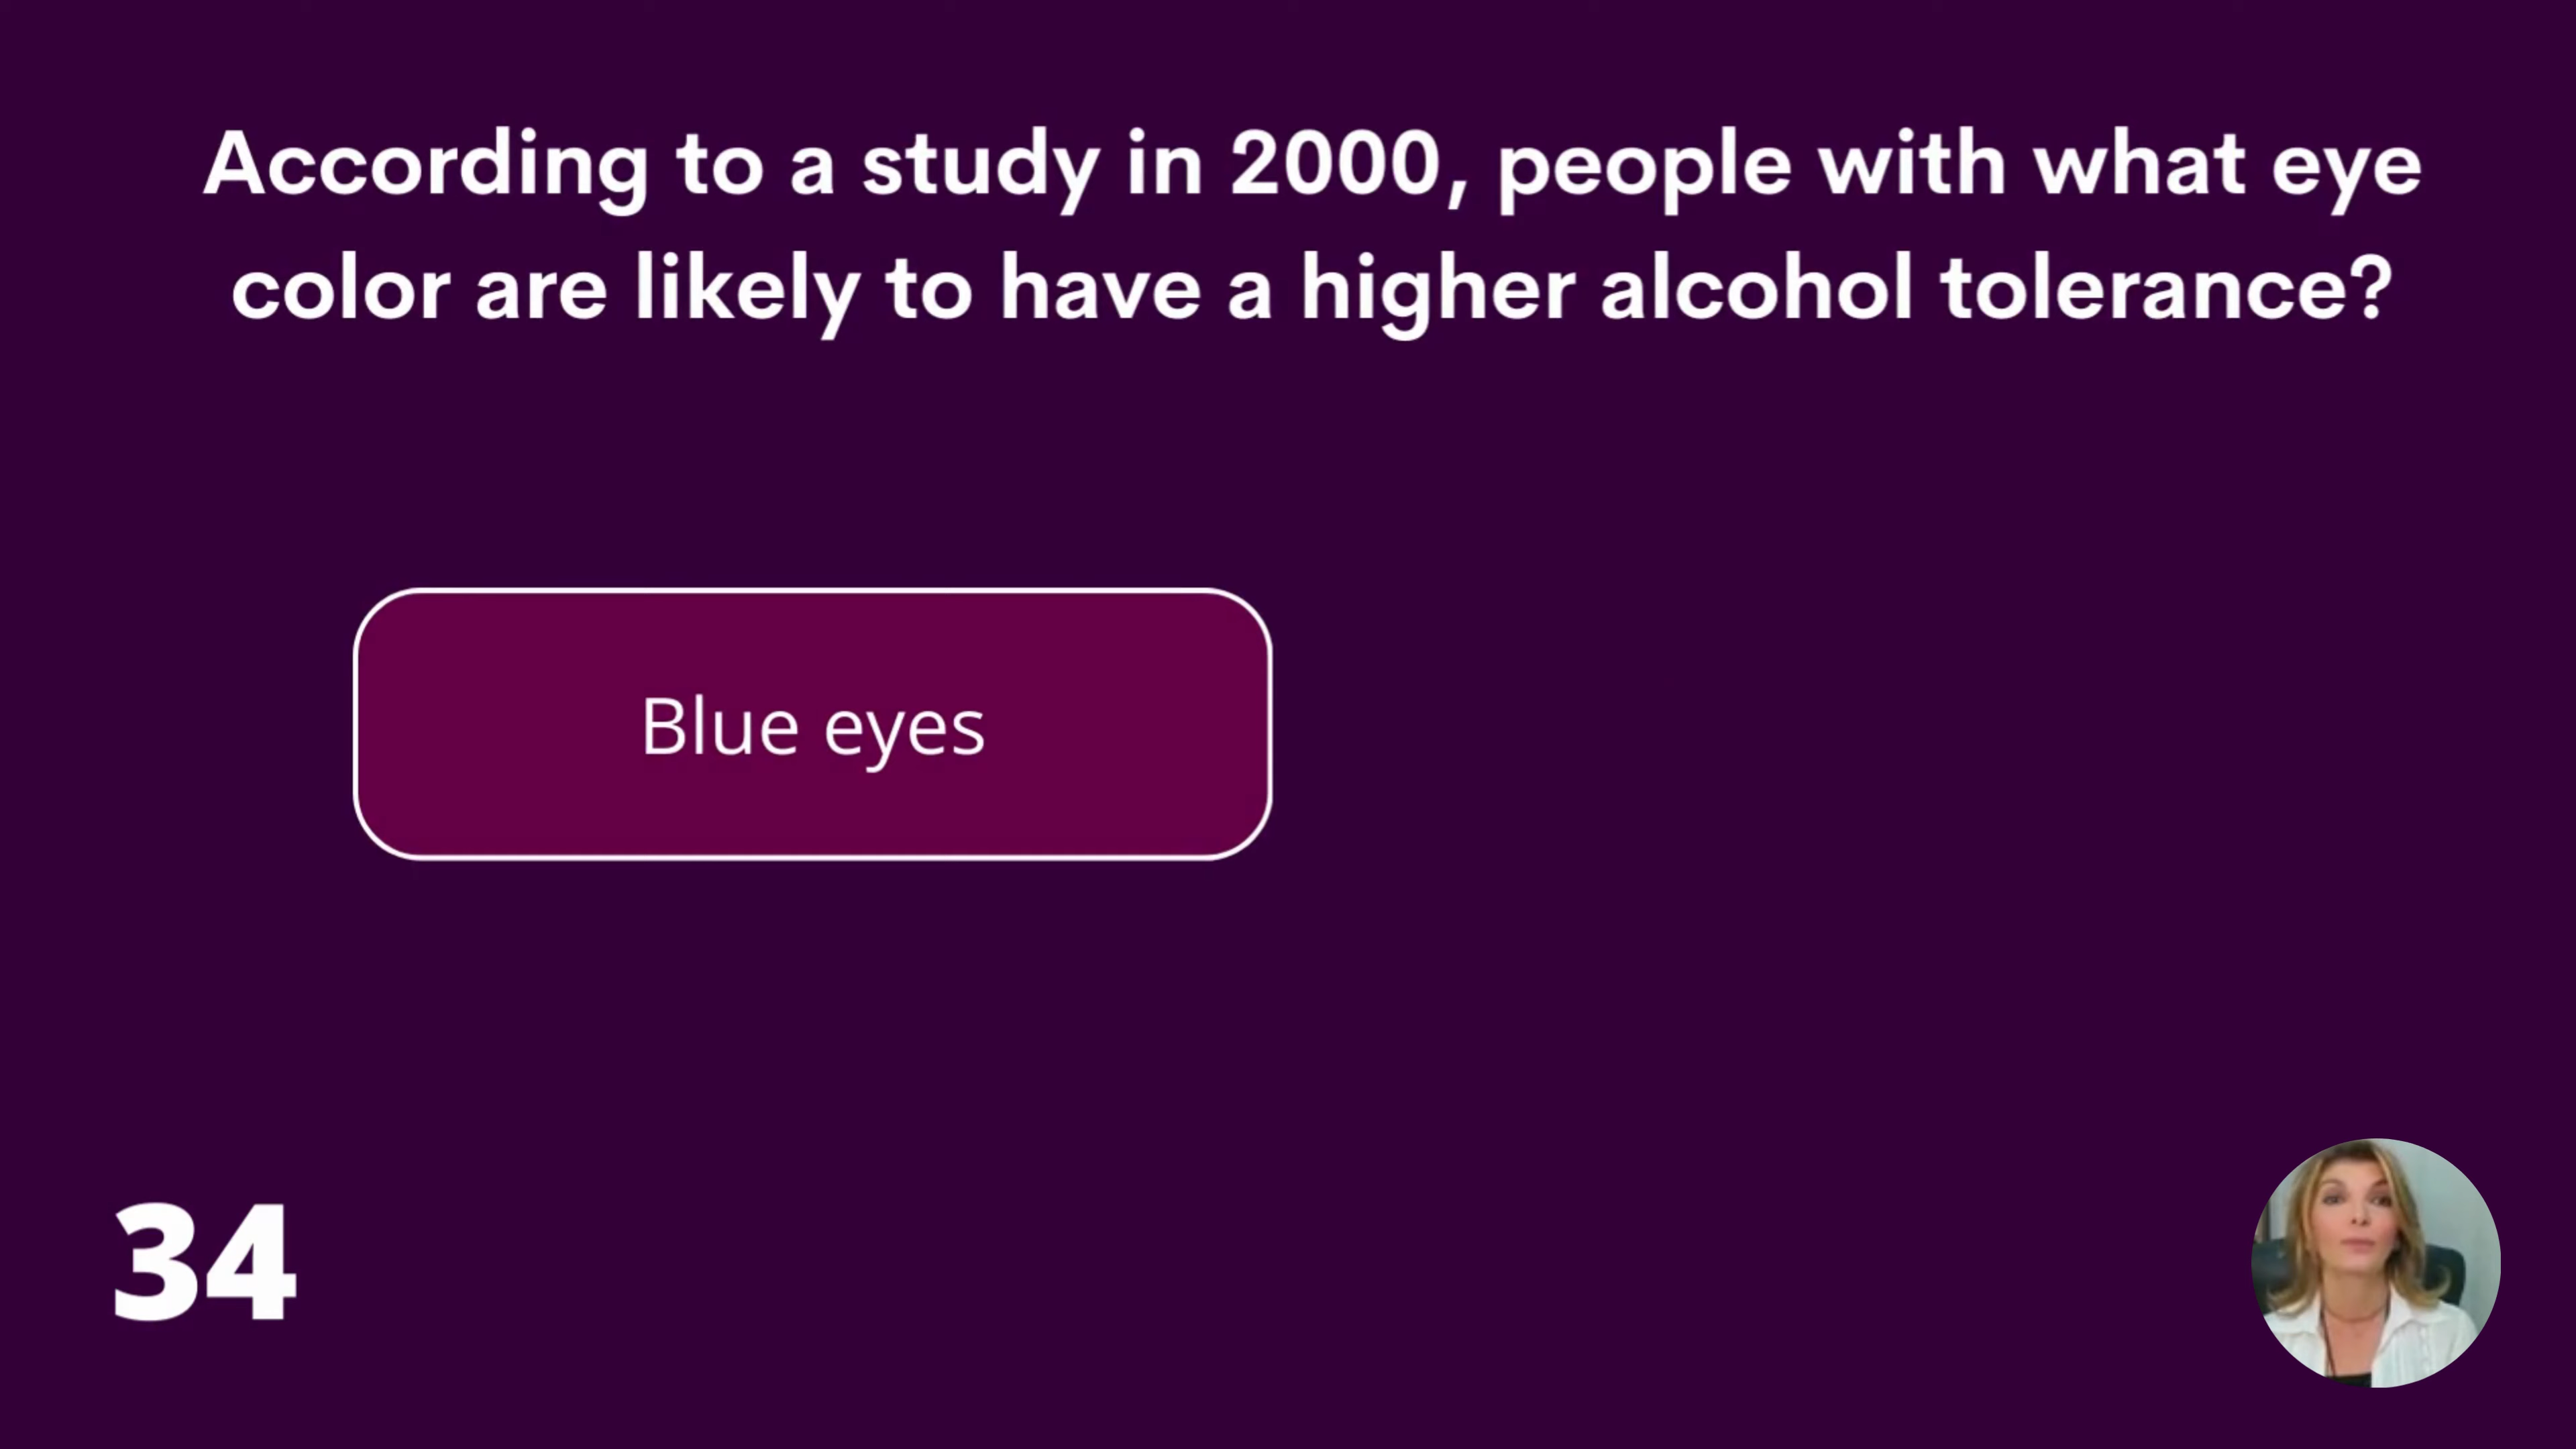 According to a study in 2000, people with what eye
color are likely to have a higher alcohol tolerance?
Blue eyes
34